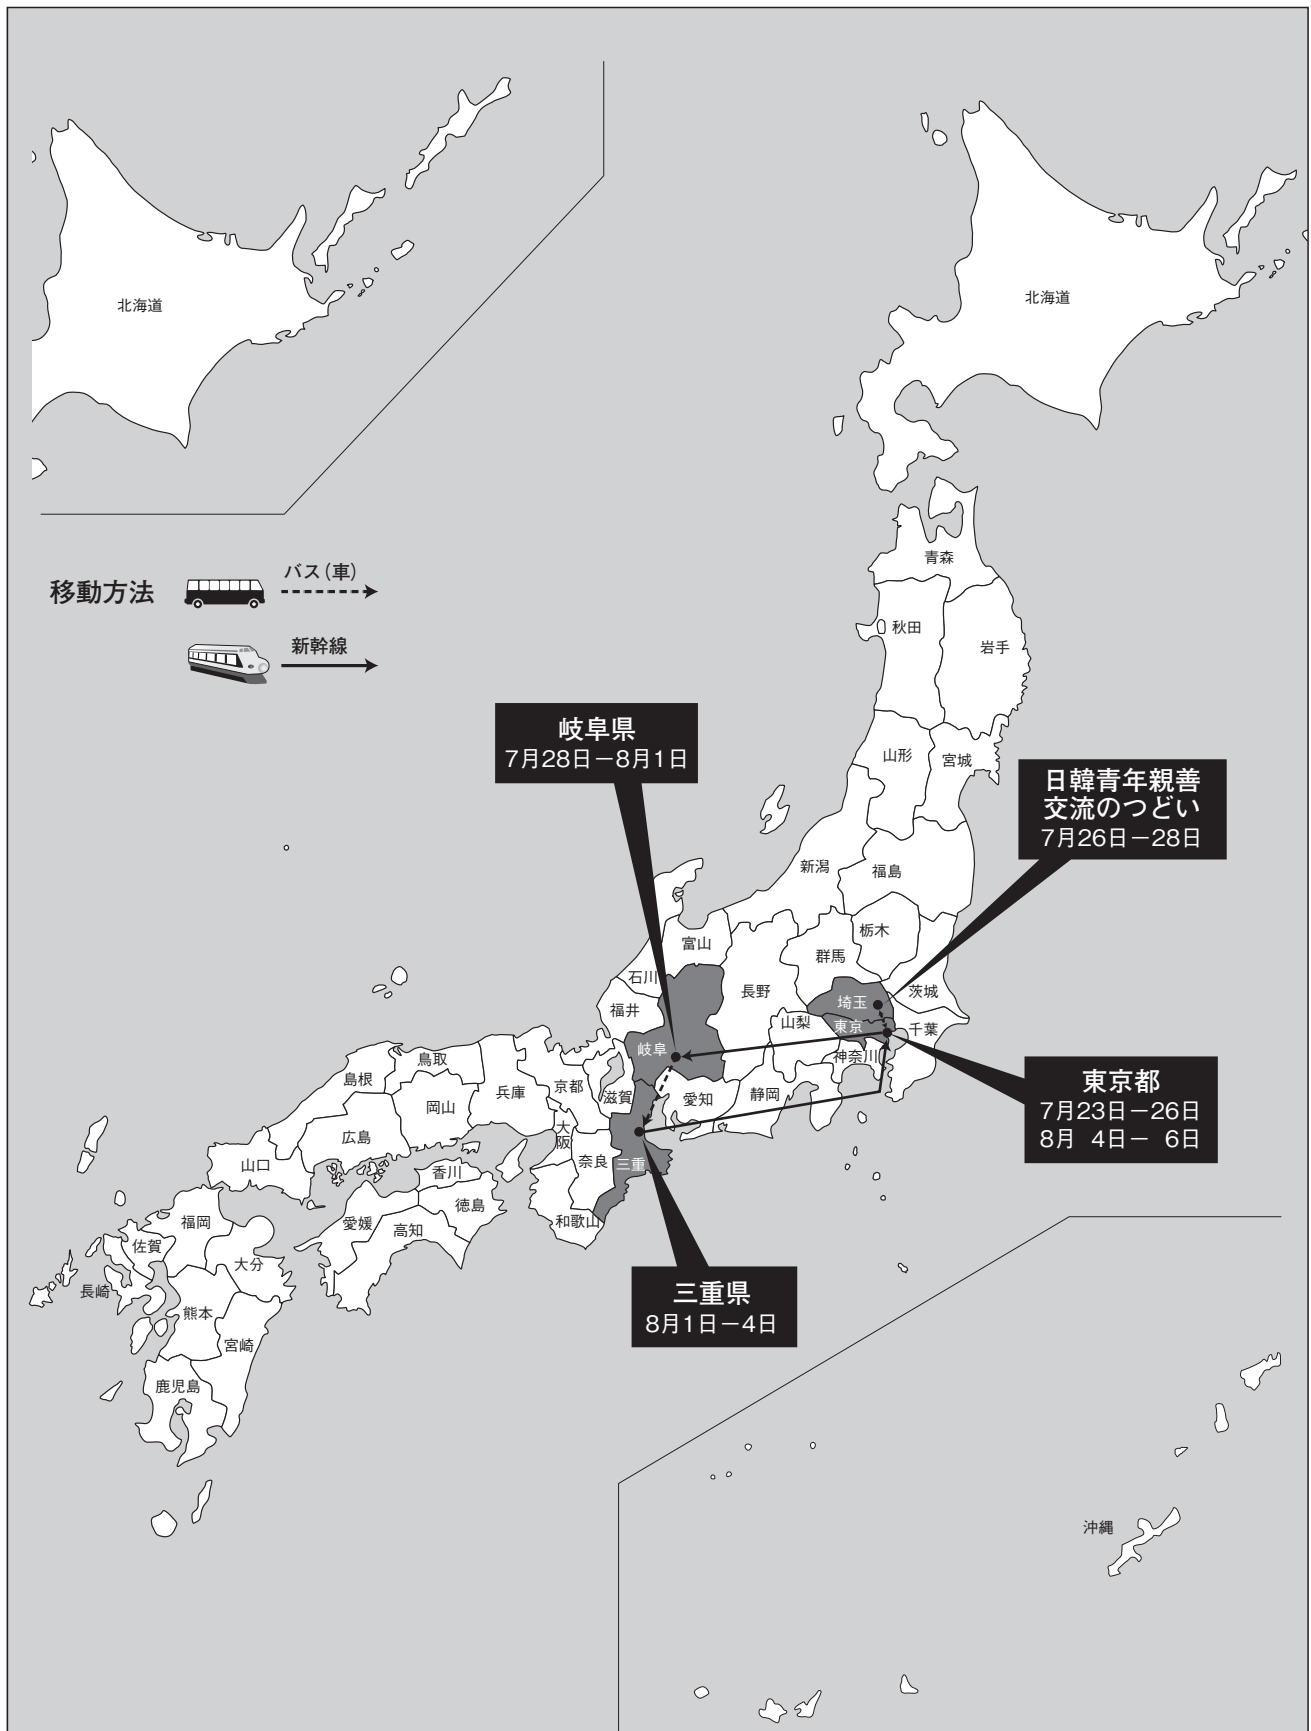 北海道
北海道
移動方法
バス(車)
新幹線
青森
秋田
岩手
岐阜県
7月28日−8月1日
山形
宮城
日韓青年親善
交流のつどい
7月26日−28日
新潟
福島
栃木
富山
群馬
石川
長野
茨城
埼玉
福井
山梨
東京
千葉
岐阜
神奈川
東京都
7月23日−26日
8月 4日− 6日
鳥取
島根
兵庫
京都
滋賀
愛知
静岡
岡山
広島
大阪
奈良
三重
山口
香川
徳島
和歌山
愛媛
高知
福岡
佐賀
大分
長崎
熊本
宮崎
鹿児島
三重県
8月1日−4日
沖縄